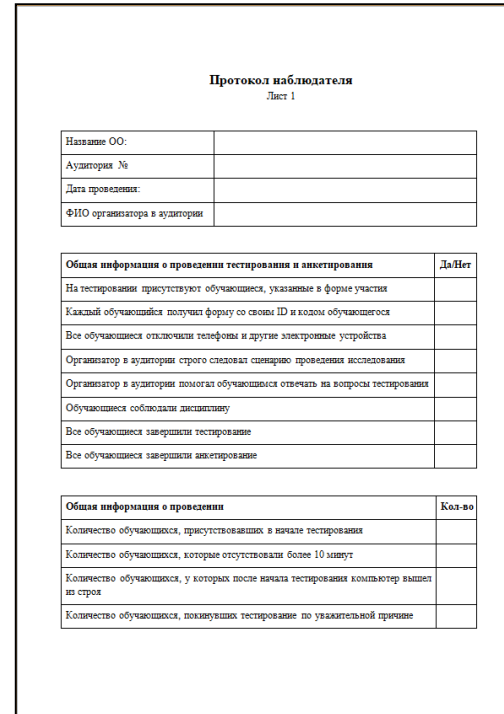 Протокол наблюдателя
Лист 1
Название ОО:
Аудитория №
Дата проведения:
ФИО организатора в аудитории
Общая информация о проведении тестирования и анкетирования Да/Нет
На тестировании присутствуют обучающиеся, указанные в форме участия
Каждый обучающийся получил форму со своим ID и кодом обучающегося
Все обучающиеся отключили телефоны и другие электронные устройства
Организатор в аудитории строго следовал сценарию проведения исследования
Организатор в аудитории помогал обучающимся отвечать на вопросы тестирования
Обучающиеся соблюдали дисциплину
Все обучающиеся завершили тестирование
Все обучающиеся завершили анкетирование
Общая информация о проведении Кол-во
Количество обучающихся, присутствовавших в начале тестирования
Количество обучающихся, которые отсутствовали более 10 минут
Количество обучающихся, у которых после начала тестирования компьютер вышел
из строя
Количество обучающихся, покинувших тестирование по уважительной причине